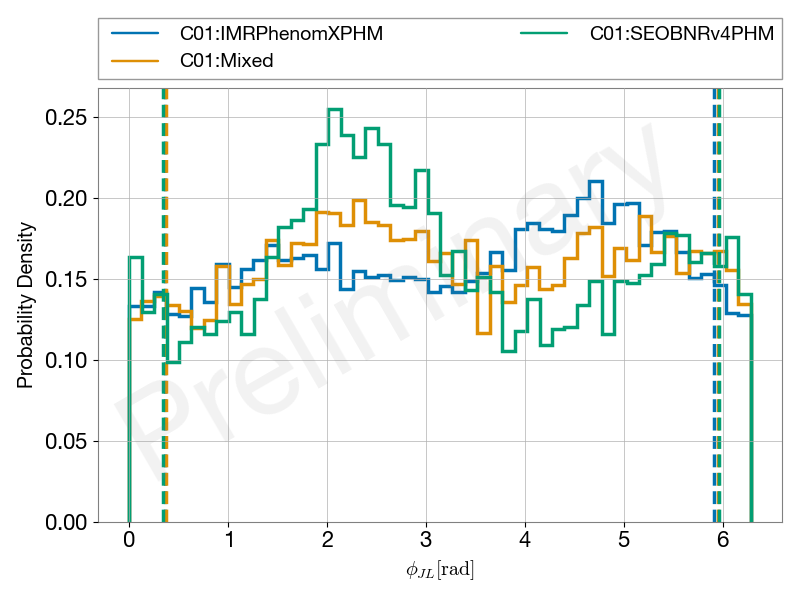 C01:IMRPhenomXPHM
C01:Mixed
C01:SEOBNRv4PHM
0.25
0.20
0.15
0.10
0.05
0.00
Probability Density
0 1 2 3 4 5 6
ϕ_JL[rad]
Preliminary